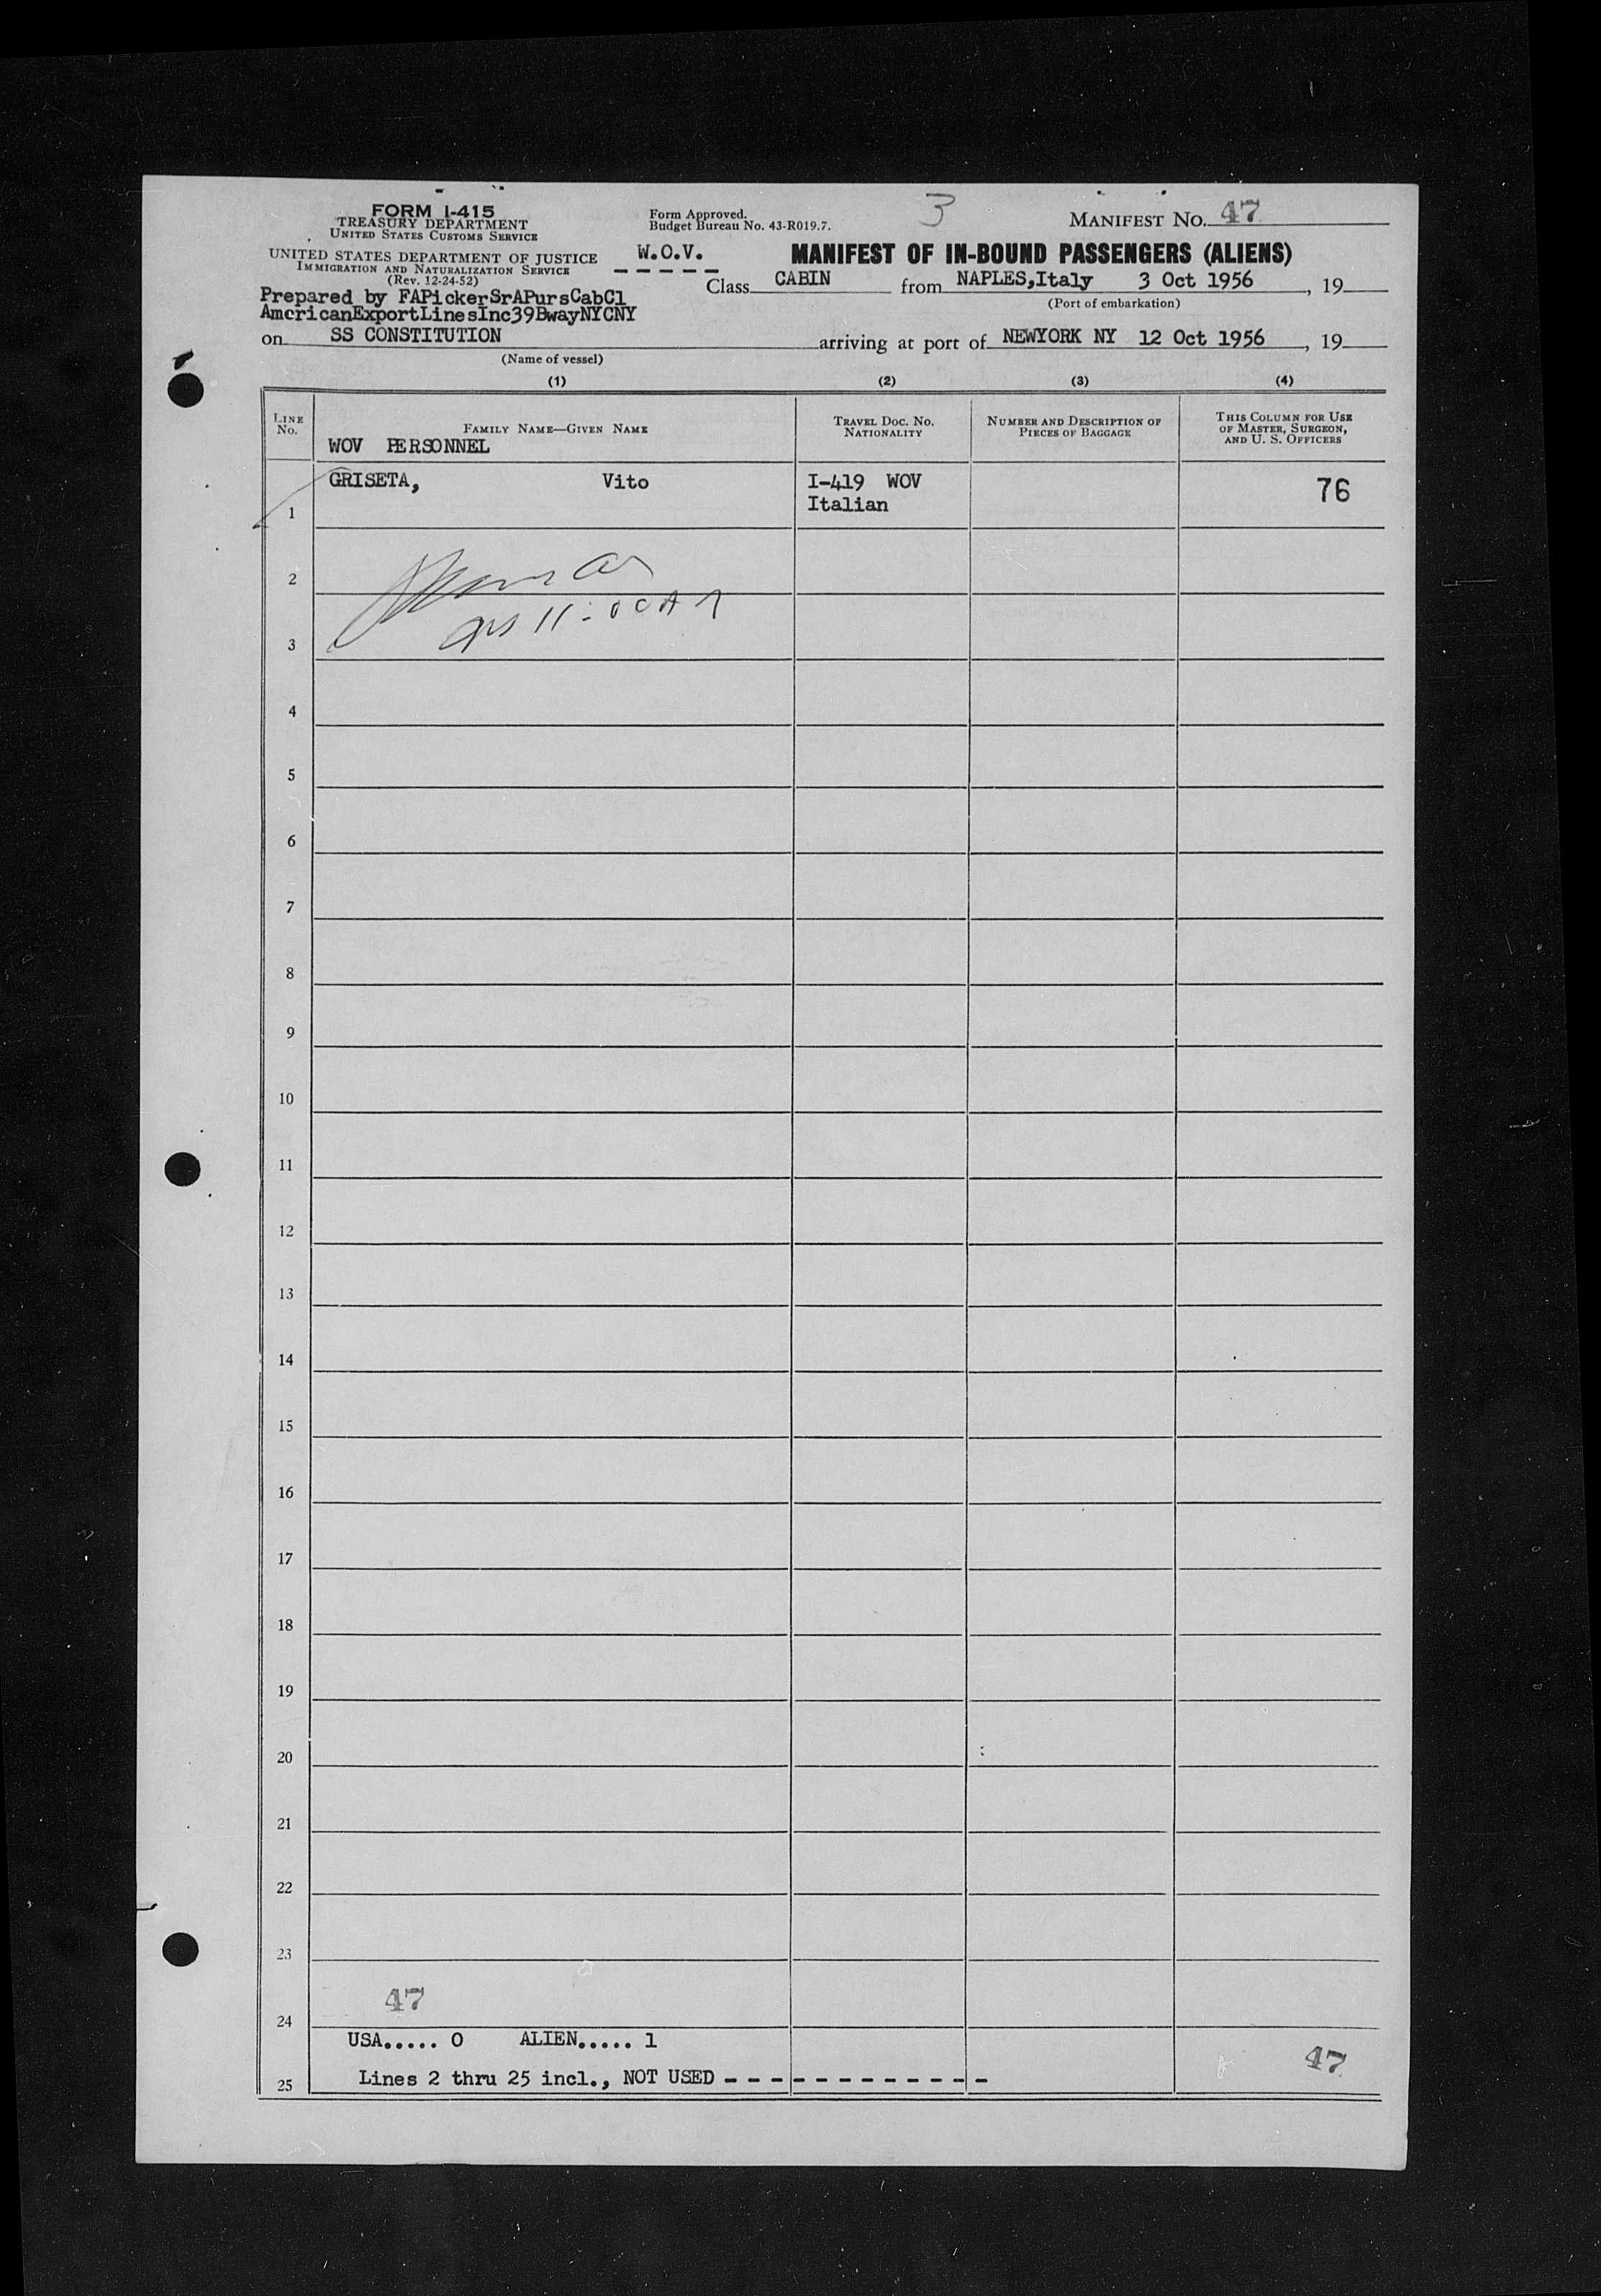 FORM I-415
TREASURY DEPARTMENT
UNITED STATES CUSTOMS SERVICE
UNITED STATES DEPARTMENT OF JUSTICE
IMMIGRATION AND NATURALIZATION SERVICE
(Rev. 12-24-52)
Prepared by FAPickerSrAPursCabCl
AmericanExportLinesInc39BwayNYCNY
Form Approved.
Budget Bureau No. 43-R019.7.
3
MANIFEST NO. 47
W.O.V.
MANIFEST OF IN-BOUND PASSENGERS (ALIENS)
Class CABIN from NAPLES,Italy 3 Oct 1956, 19
(Port of embarkation)
on SS CONSTITUTION arriving at port of NEWYORK NY 12 Oct 1956, 19
(Name of vessel)
(1) (2) (3) (4)
LINE NO.
FAMILY NAME—GIVEN NAME
WOV PERSONNEL
TRAVEL DOC. NO.
NATIONALITY
NUMBER AND DESCRIPTION OF
PIECES OF BAGGAGE
THIS COLUMN FOR USE
OF MASTER, SURGEON,
AND U. S. OFFICERS
1 GRISETA, Vito I-419 WOV 76
Italian
2
3 11:00A
4
5
6
7
8
9
10
11
12
13
14
15
16
17
18
19
20
21
22
23
47
24
USA..... 0 ALIEN..... 1
47
25 Lines 2 thru 25 incl., NOT USED - - - - - - - - - - - - -